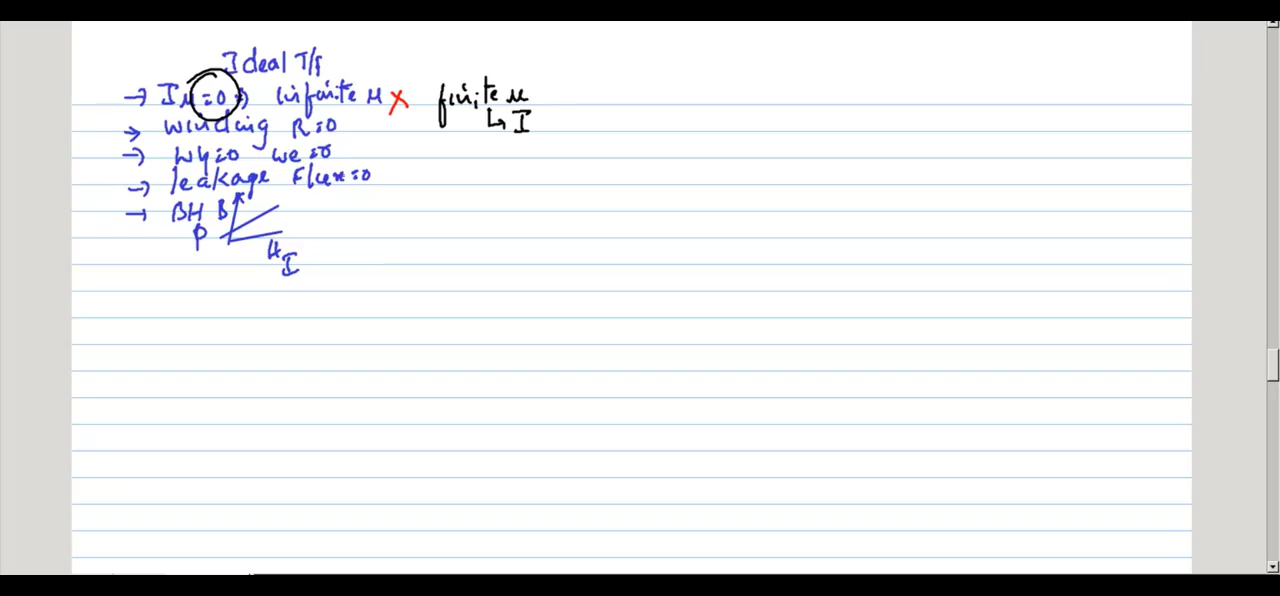 Ideal T/f
→ Iμ=0 ⇒ infinite μ × finite μ
↳ I
→ winding R=0
→ Wh=0 We=0
→ leakage Flux=0
→ BH B
φ
H
I